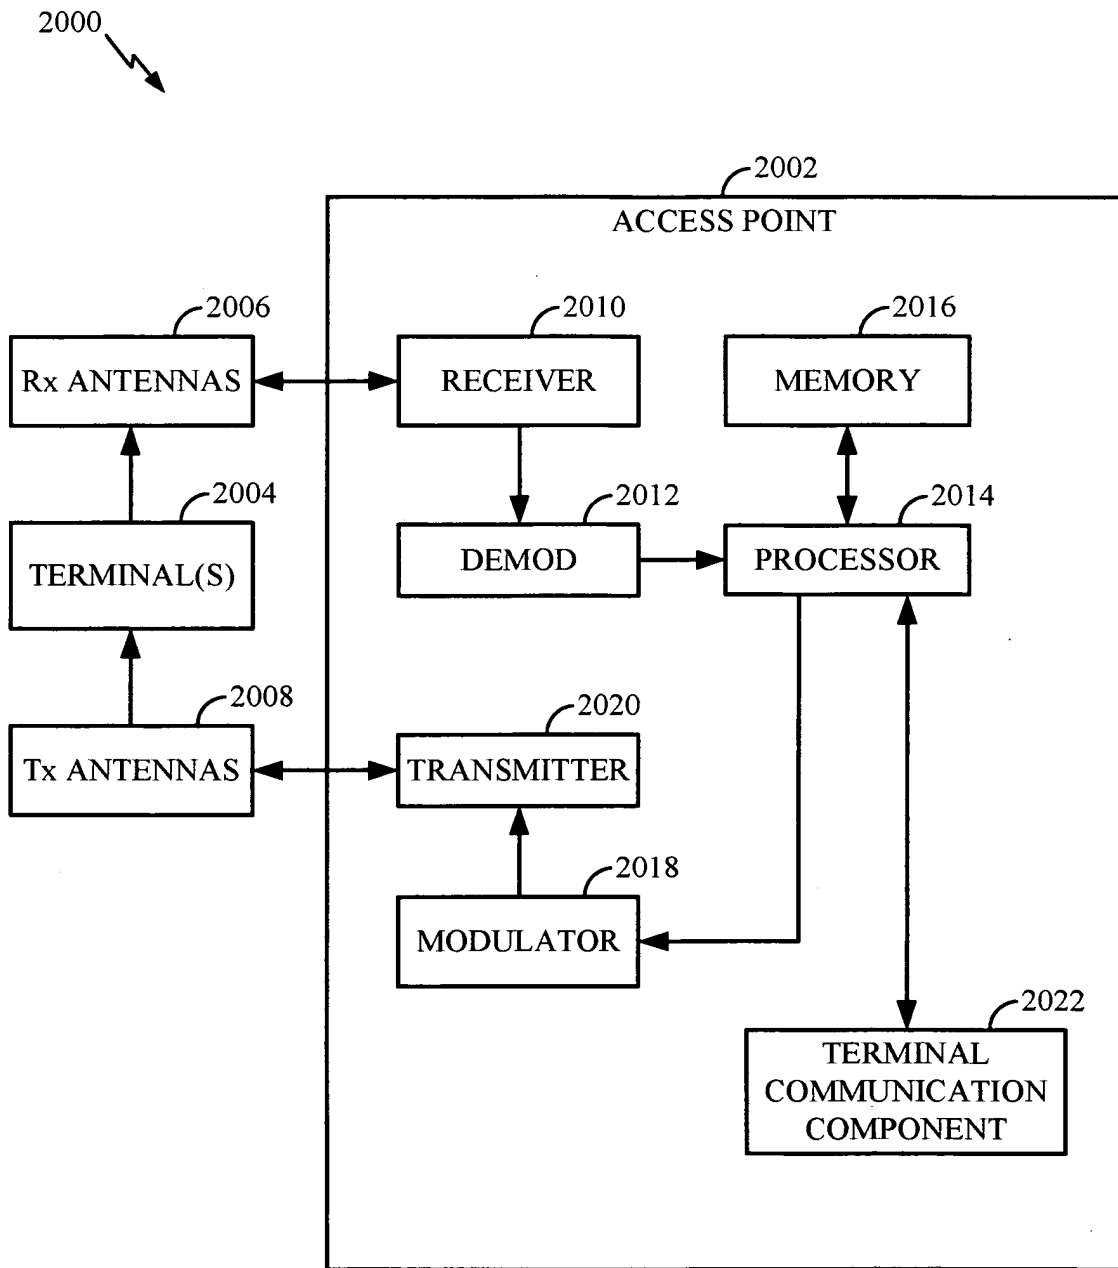 2000
2002
ACCESS POINT
2006
2010
2016
Rx ANTENNAS
RECEIVER
MEMORY
2004
2012
2014
TERMINAL(S)
DEMOD
PROCESSOR
2008
2020
Tx ANTENNAS
TRANSMITTER
2018
MODULATOR
2022
TERMINAL
COMMUNICATION
COMPONENT